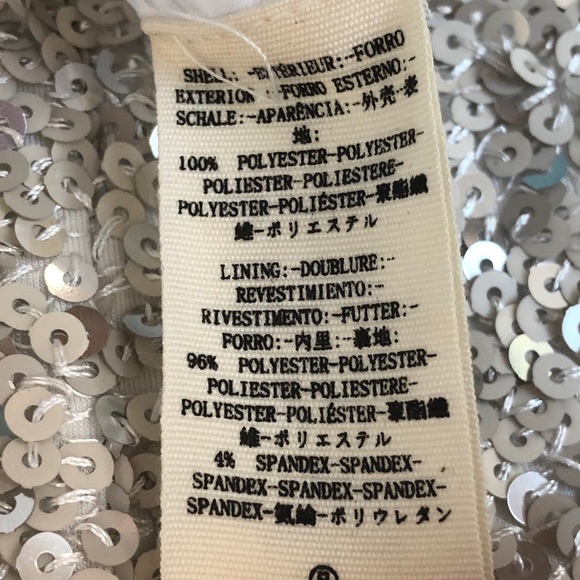 SHELL:-EXTÉRIEUR:-FORRO
EXTERIOR: FORRO ESTERNO:-
SCHALE:-APARÊNCIA:-外壳-表
地:
100% POLYESTER-POLYESTER-
POLIESTER-POLIESTERE-
POLYESTER-POLIÉSTER-聚酯纖
維-ポリエステル
LINING:-DOUBLURE:-
REVESTIMIENTO:-
RIVESTIMENTO:-FUTTER:-
FORRO:-内里:-裏地:
96% POLYESTER-POLYESTER-
POLIESTER-POLIESTERE-
POLYESTER-POLIÉSTER-聚酯纖
維-ポリエステル
4% SPANDEX-SPANDEX-
SPANDEX-SPANDEX-SPANDEX-
SPANDEX-氨綸-ポリウレタン